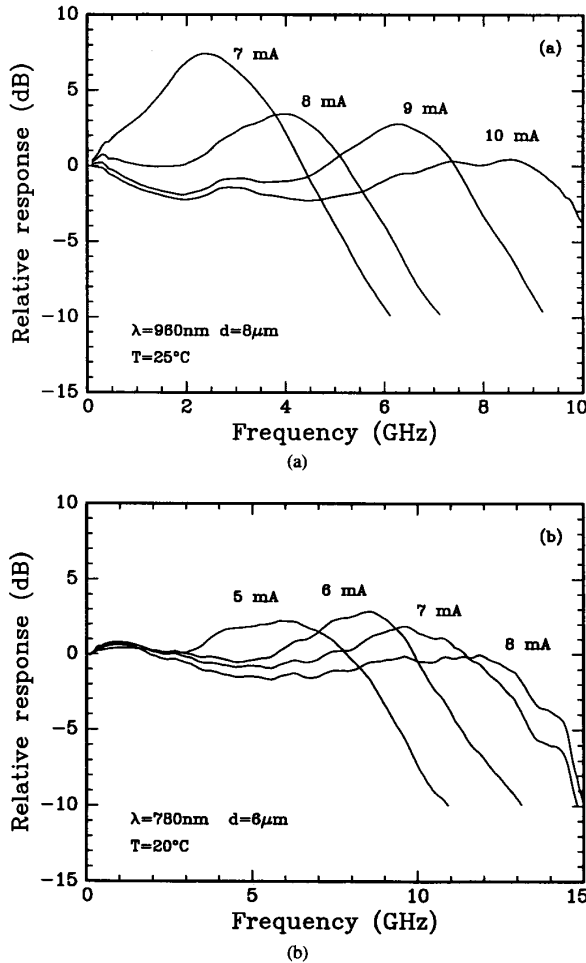 10
5
0
-5
-10
-15
Relative response (dB)
7 mA
8 mA
9 mA
10 mA
(a)
λ=960nm d=8μm
T=25°C
0 2 4 6 8 10
Frequency (GHz)
(a)
10
5
0
-5
-10
-15
Relative response (dB)
5 mA
6 mA
7 mA
8 mA
(b)
λ=780nm d=6μm
T=20°C
0 5 10 15
Frequency (GHz)
(b)